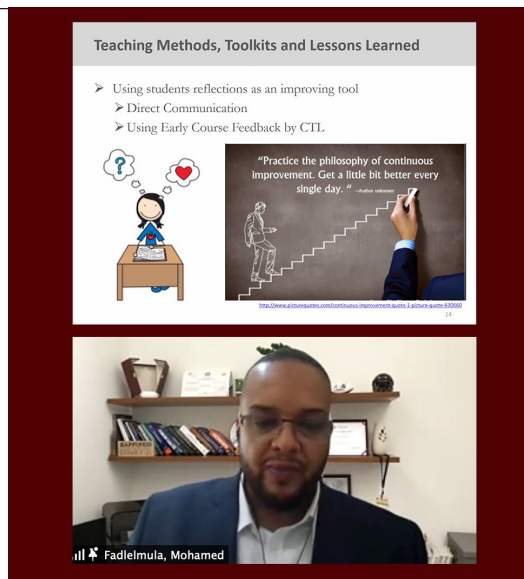 Teaching Methods, Toolkits and Lessons Learned
➢ Using students reflections as an improving tool
➢ Direct Communication
➢ Using Early Course Feedback by CTL
?
“Practice the philosophy of continuous
improvement. Get a little bit better every
single day. “ –Author unknown
http://www.picturequotes.com/continuous-improvement-quote-1-picture-quote-630660
14
HAPPINESS
Fadlelmula, Mohamed